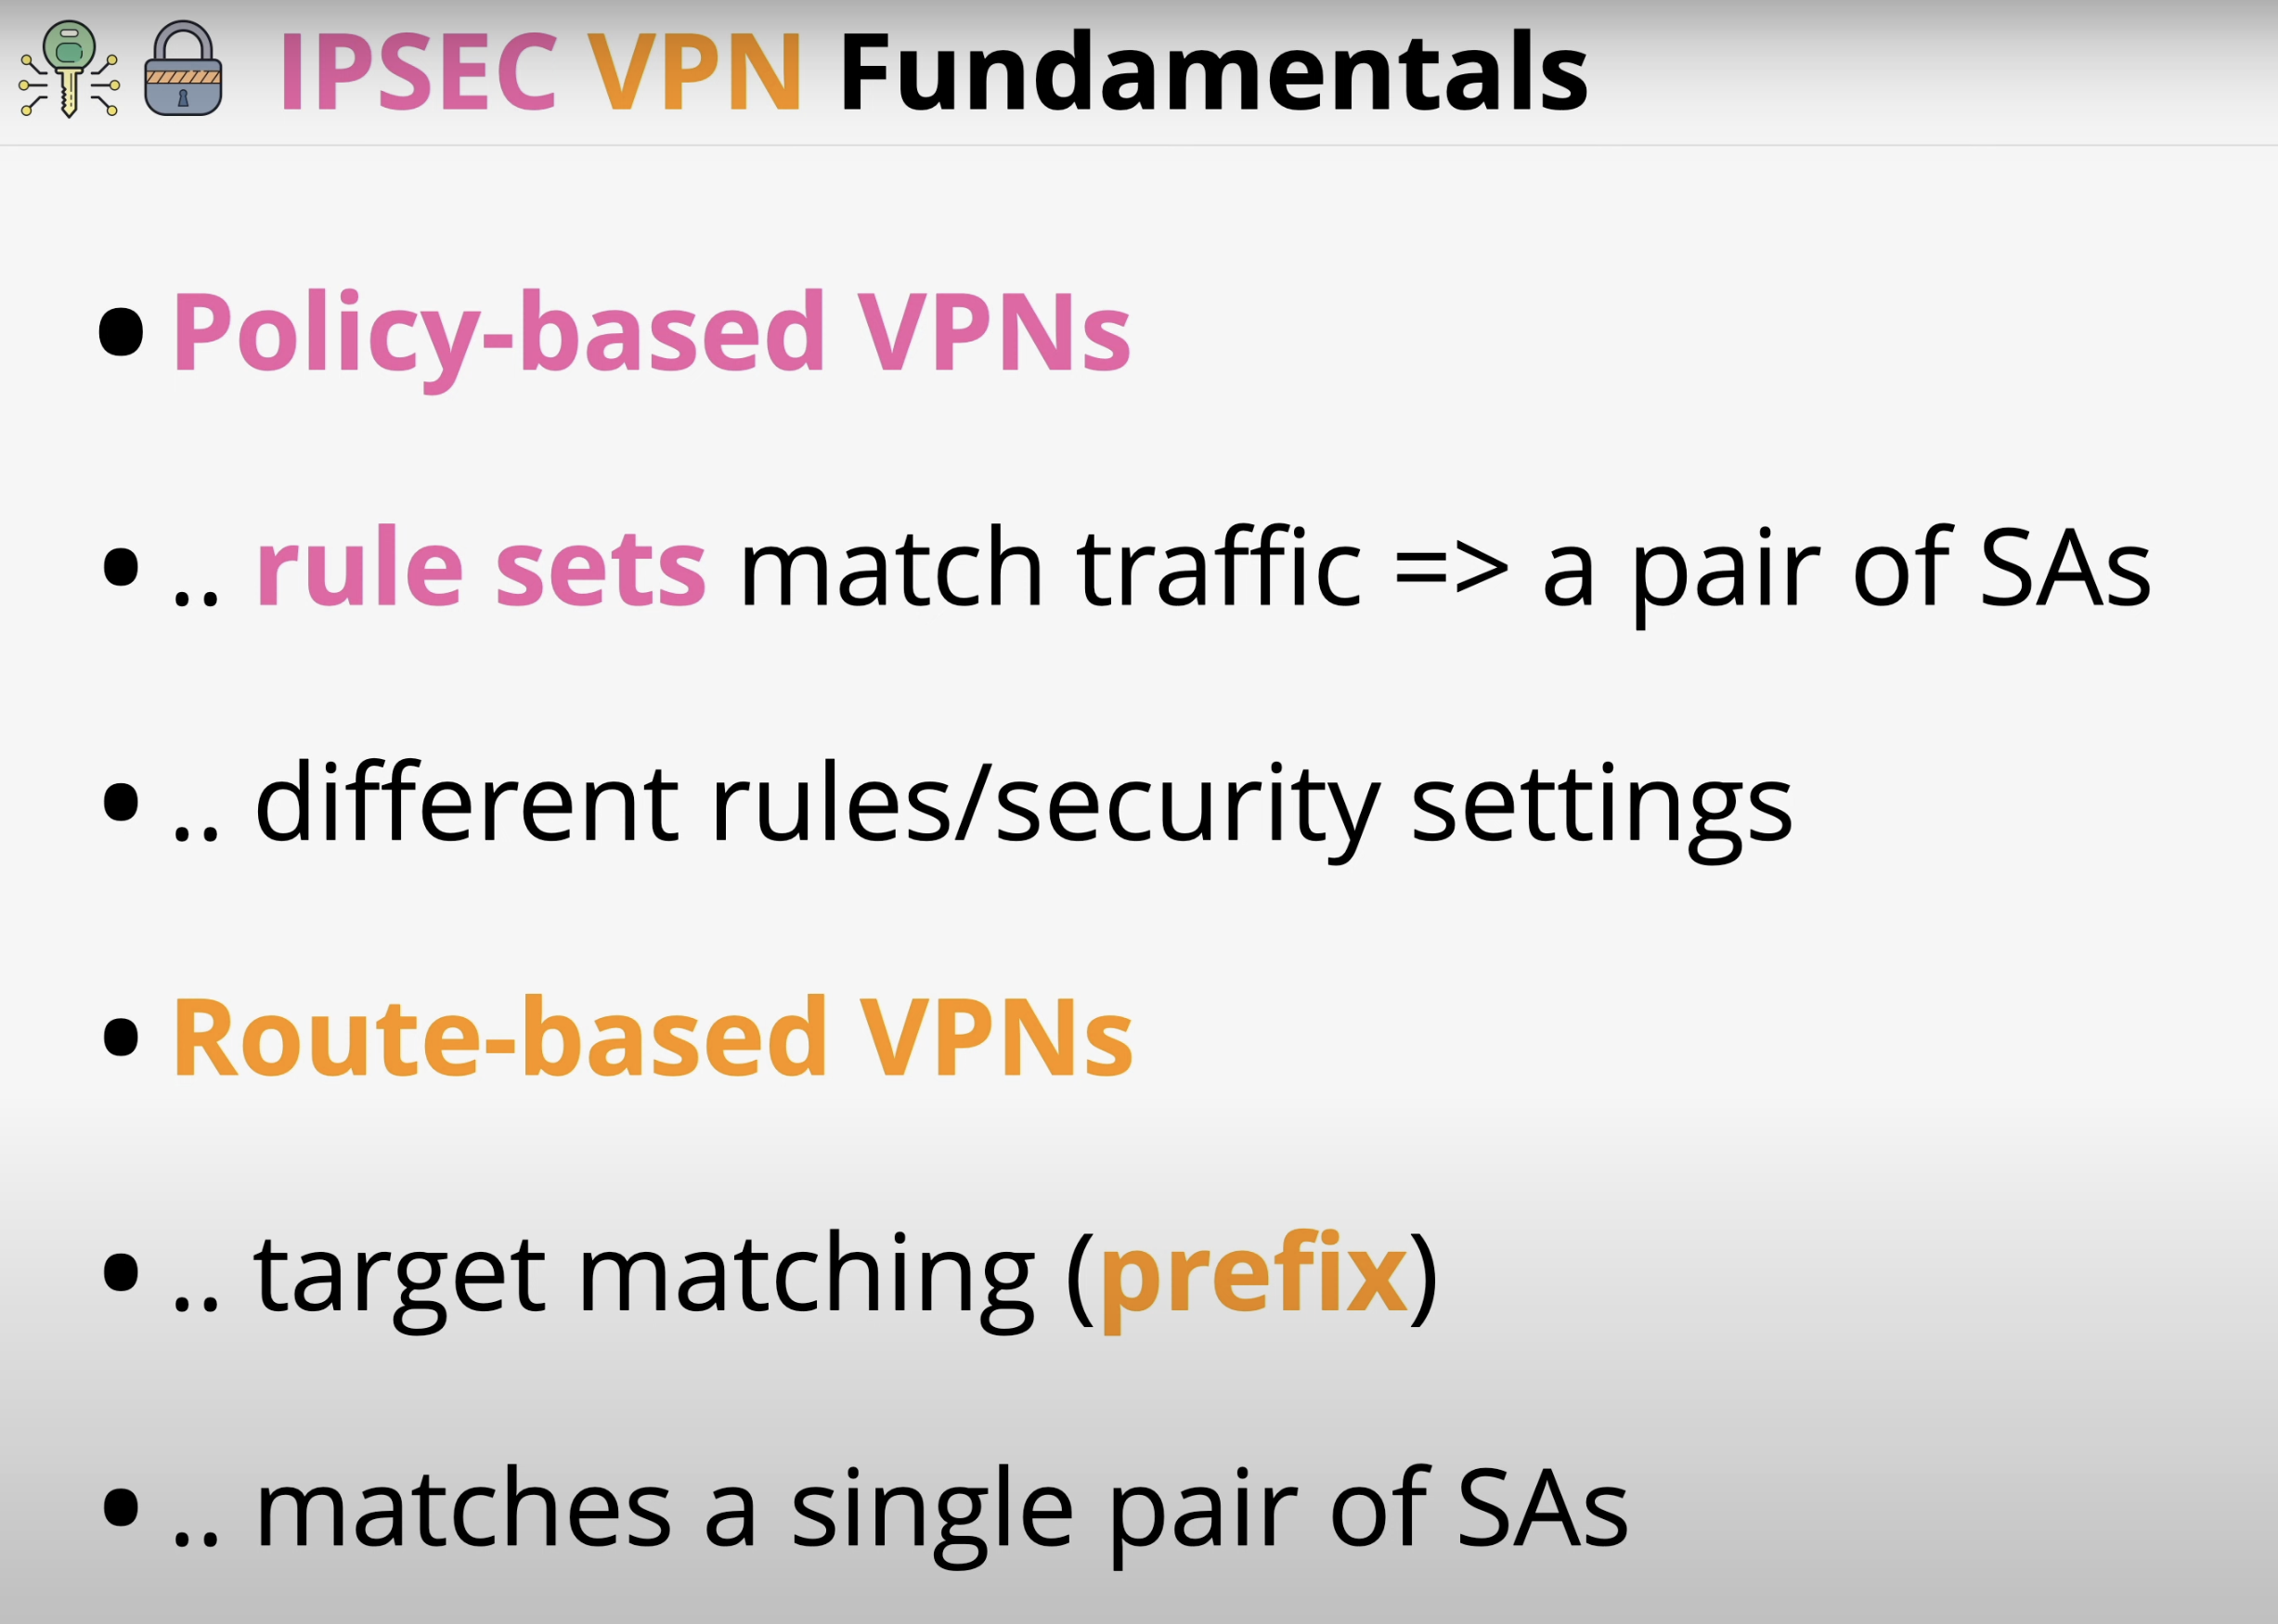 IPSEC VPN Fundamentals
• Policy-based VPNs
• .. rule sets match traffic => a pair of SAs
• .. different rules/security settings
• Route-based VPNs
• .. target matching (prefix)
• .. matches a single pair of SAs